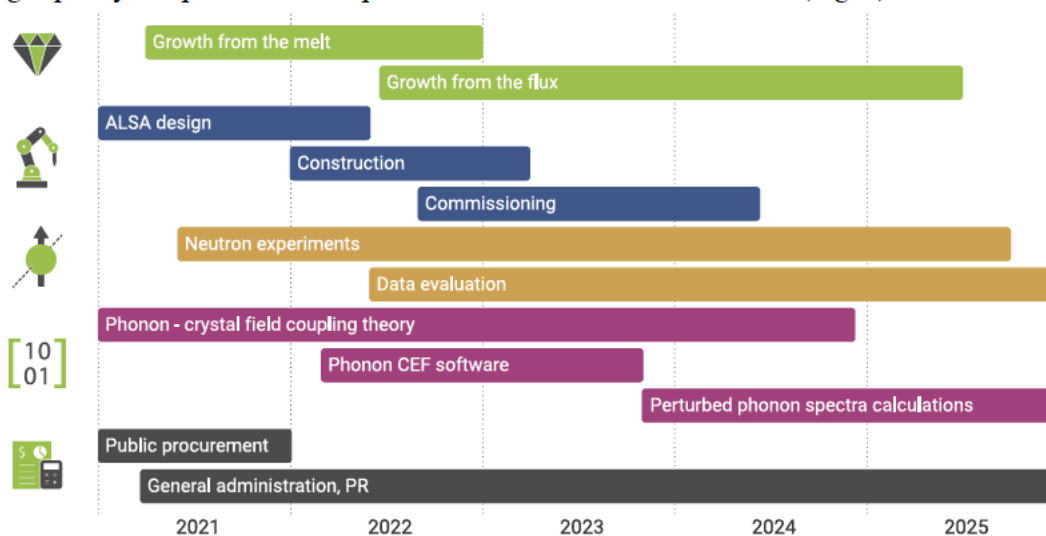 Growth from the melt
Growth from the flux
ALSA design
Construction
Commissioning
Neutron experiments
Data evaluation
Phonon - crystal field coupling theory
10
01
Phonon CEF software
Perturbed phonon spectra calculations
$
Public procurement
General administration, PR
2021 2022 2023 2024 2025